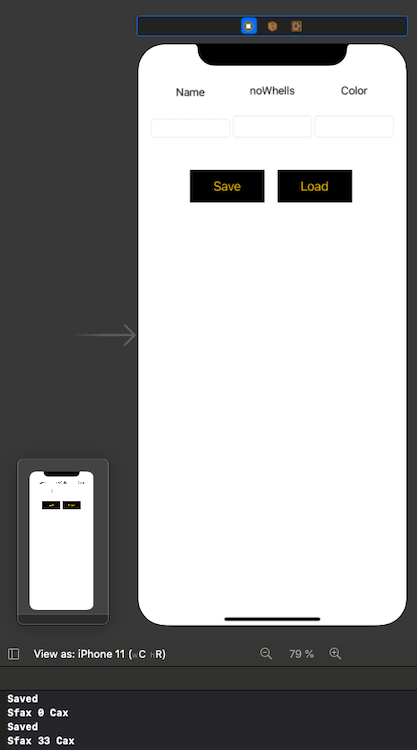 Name noWhells Color
Save Load
View as: iPhone 11 (wC hR)
79 %
Saved
Sfax 0 Cax
Saved
Sfax 33 Cax